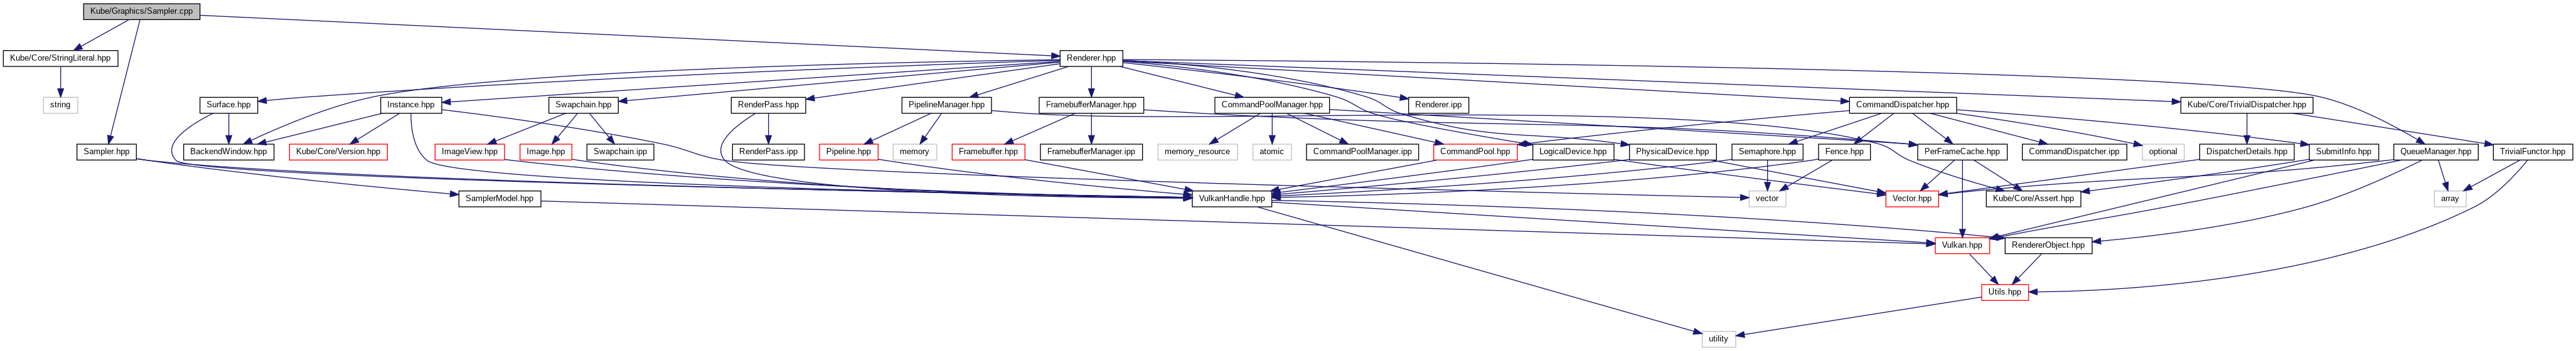 Kube/Graphics/Sampler.cpp
Kube/Core/StringLiteral.hpp
Renderer.hpp
string
Surface.hpp
Instance.hpp
Swapchain.hpp
RenderPass.hpp
PipelineManager.hpp
FramebufferManager.hpp
CommandPoolManager.hpp
Renderer.ipp
CommandDispatcher.hpp
Kube/Core/TrivialDispatcher.hpp
Sampler.hpp
BackendWindow.hpp
Kube/Core/Version.hpp
ImageView.hpp
Image.hpp
Swapchain.ipp
RenderPass.ipp
Pipeline.hpp
memory
Framebuffer.hpp
FramebufferManager.ipp
memory_resource
atomic
CommandPoolManager.ipp
CommandPool.hpp
LogicalDevice.hpp
PhysicalDevice.hpp
Semaphore.hpp
Fence.hpp
PerFrameCache.hpp
CommandDispatcher.ipp
optional
DispatcherDetails.hpp
SubmitInfo.hpp
QueueManager.hpp
TrivialFunctor.hpp
SamplerModel.hpp
VulkanHandle.hpp
vector
Vector.hpp
Kube/Core/Assert.hpp
array
Vulkan.hpp
RendererObject.hpp
Utils.hpp
utility